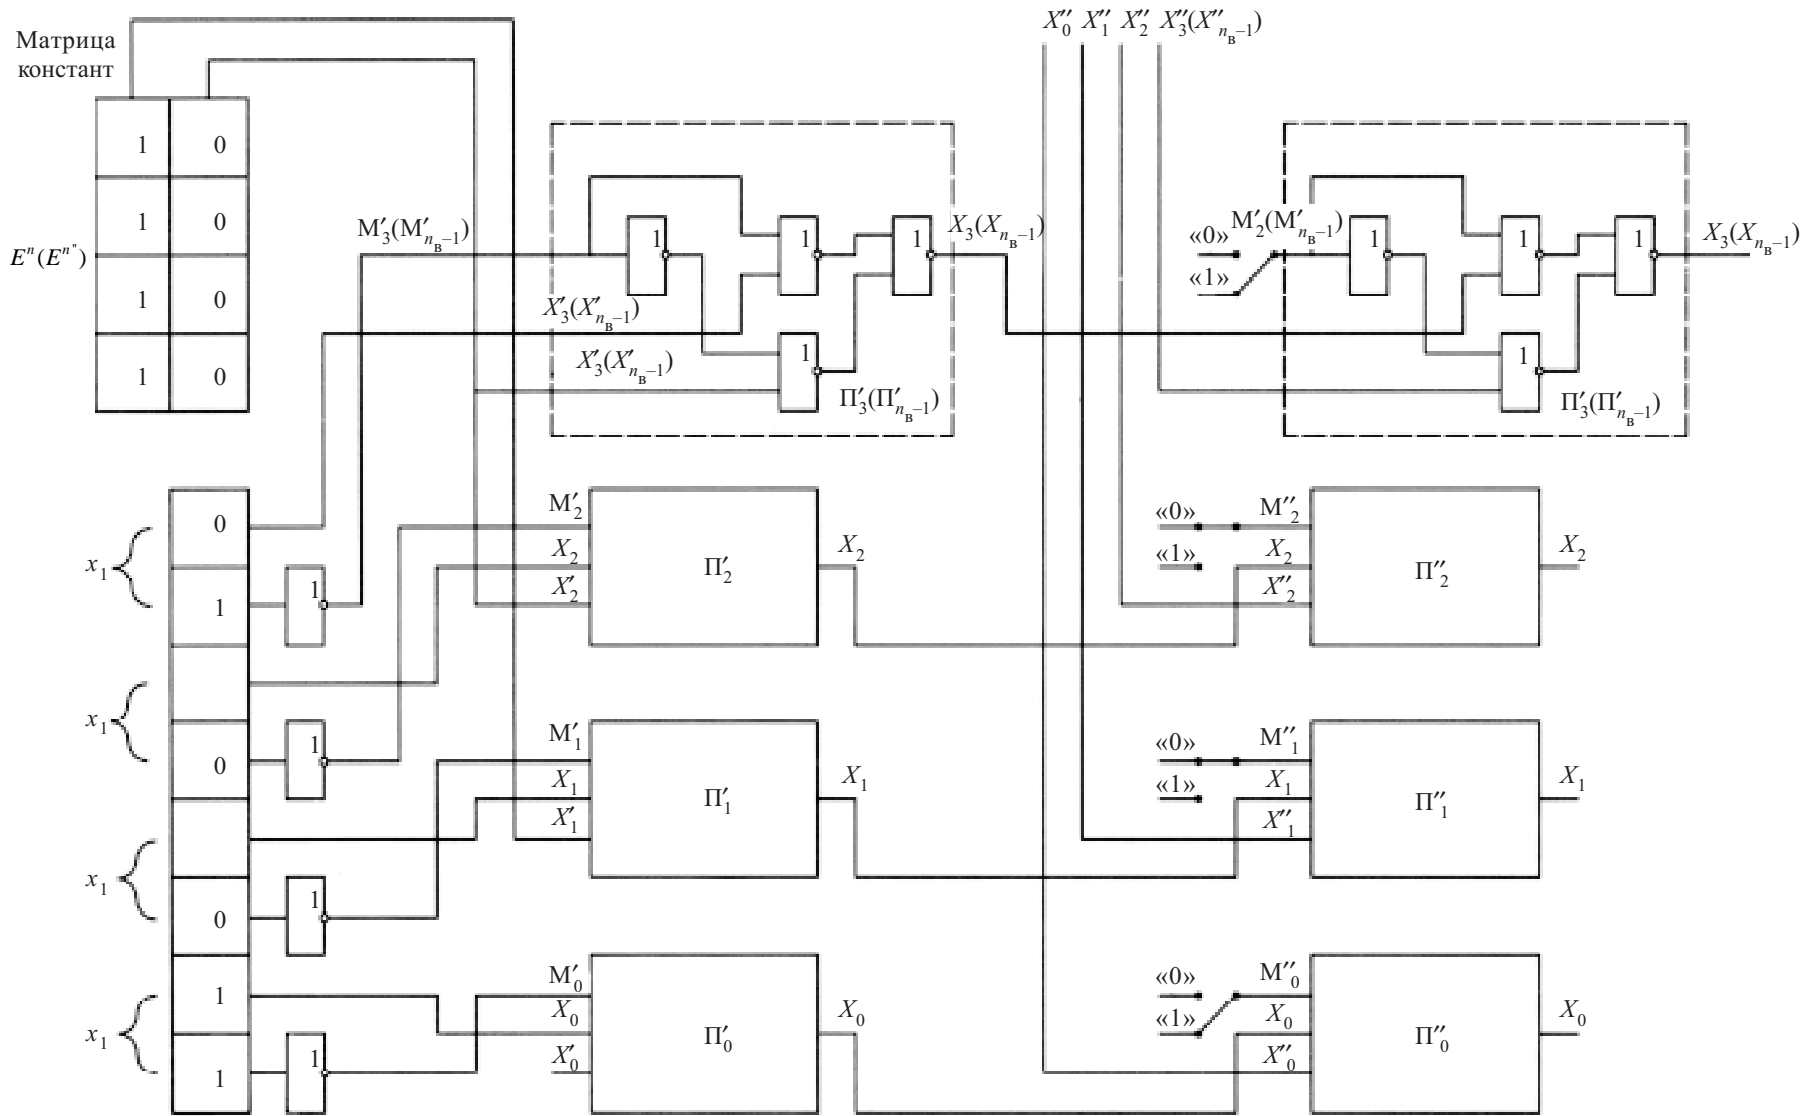 X″₀ X″₁ X″₂ X″₃(X″ₙв₋₁)
Матрица
констант
1 0
1 0
Eⁿ(Eⁿ″)
1 0
1 0
M′₃(M′ₙв₋₁)
1 1 1
X₃(Xₙв₋₁)
X′₃(X′ₙв₋₁)
X′₃(X′ₙв₋₁)
1
П′₃(П′ₙв₋₁)
«0»
«1»
M′₂(M′ₙв₋₁)
1 1 1
X₃(Xₙв₋₁)
1
П′₃(П′ₙв₋₁)
x₁
0
1
1
M′₂
X₂
X′₂
П′₂
X₂
«0»
«1»
M″₂
X₂
X″₂
П″₂
X₂
x₁
0
1
M′₁
X₁
X′₁
П′₁
X₁
«0»
«1»
M″₁
X₁
X″₁
П″₁
X₁
x₁
0
1
x₁
1
1
1
M′₀
X₀
X′₀
П′₀
X₀
«0»
«1»
M″₀
X₀
X″₀
П″₀
X₀